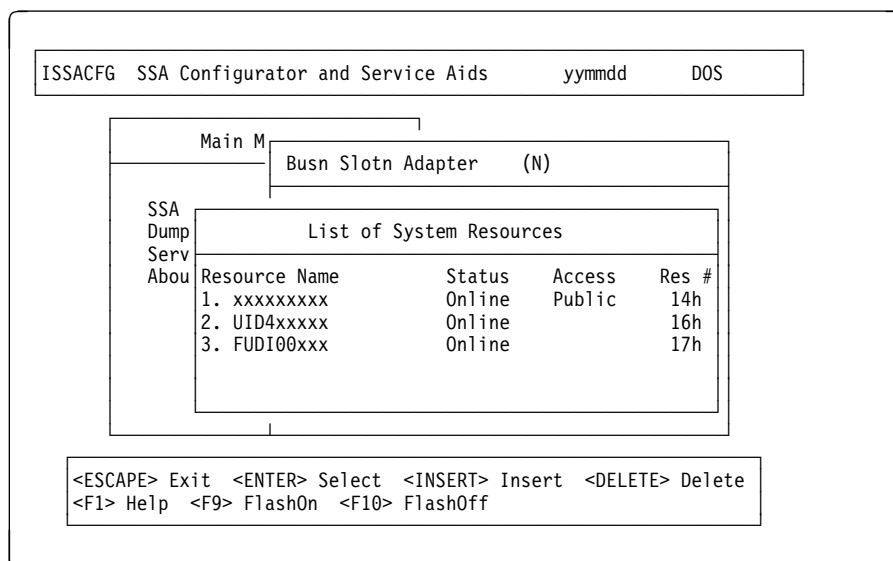 ISSACFG SSA Configurator and Service Aids yymmdd DOS
Main M
Busn Slotn Adapter (N)
SSA
Dump
Serv
Abou
List of System Resources
Resource Name Status Access Res #
1. xxxxxxxxx Online Public 14h
2. UID4xxxxx Online 16h
3. FUDI00xxx Online 17h
<ESCAPE> Exit <ENTER> Select <INSERT> Insert <DELETE> Delete
<F1> Help <F9> FlashOn <F10> FlashOff